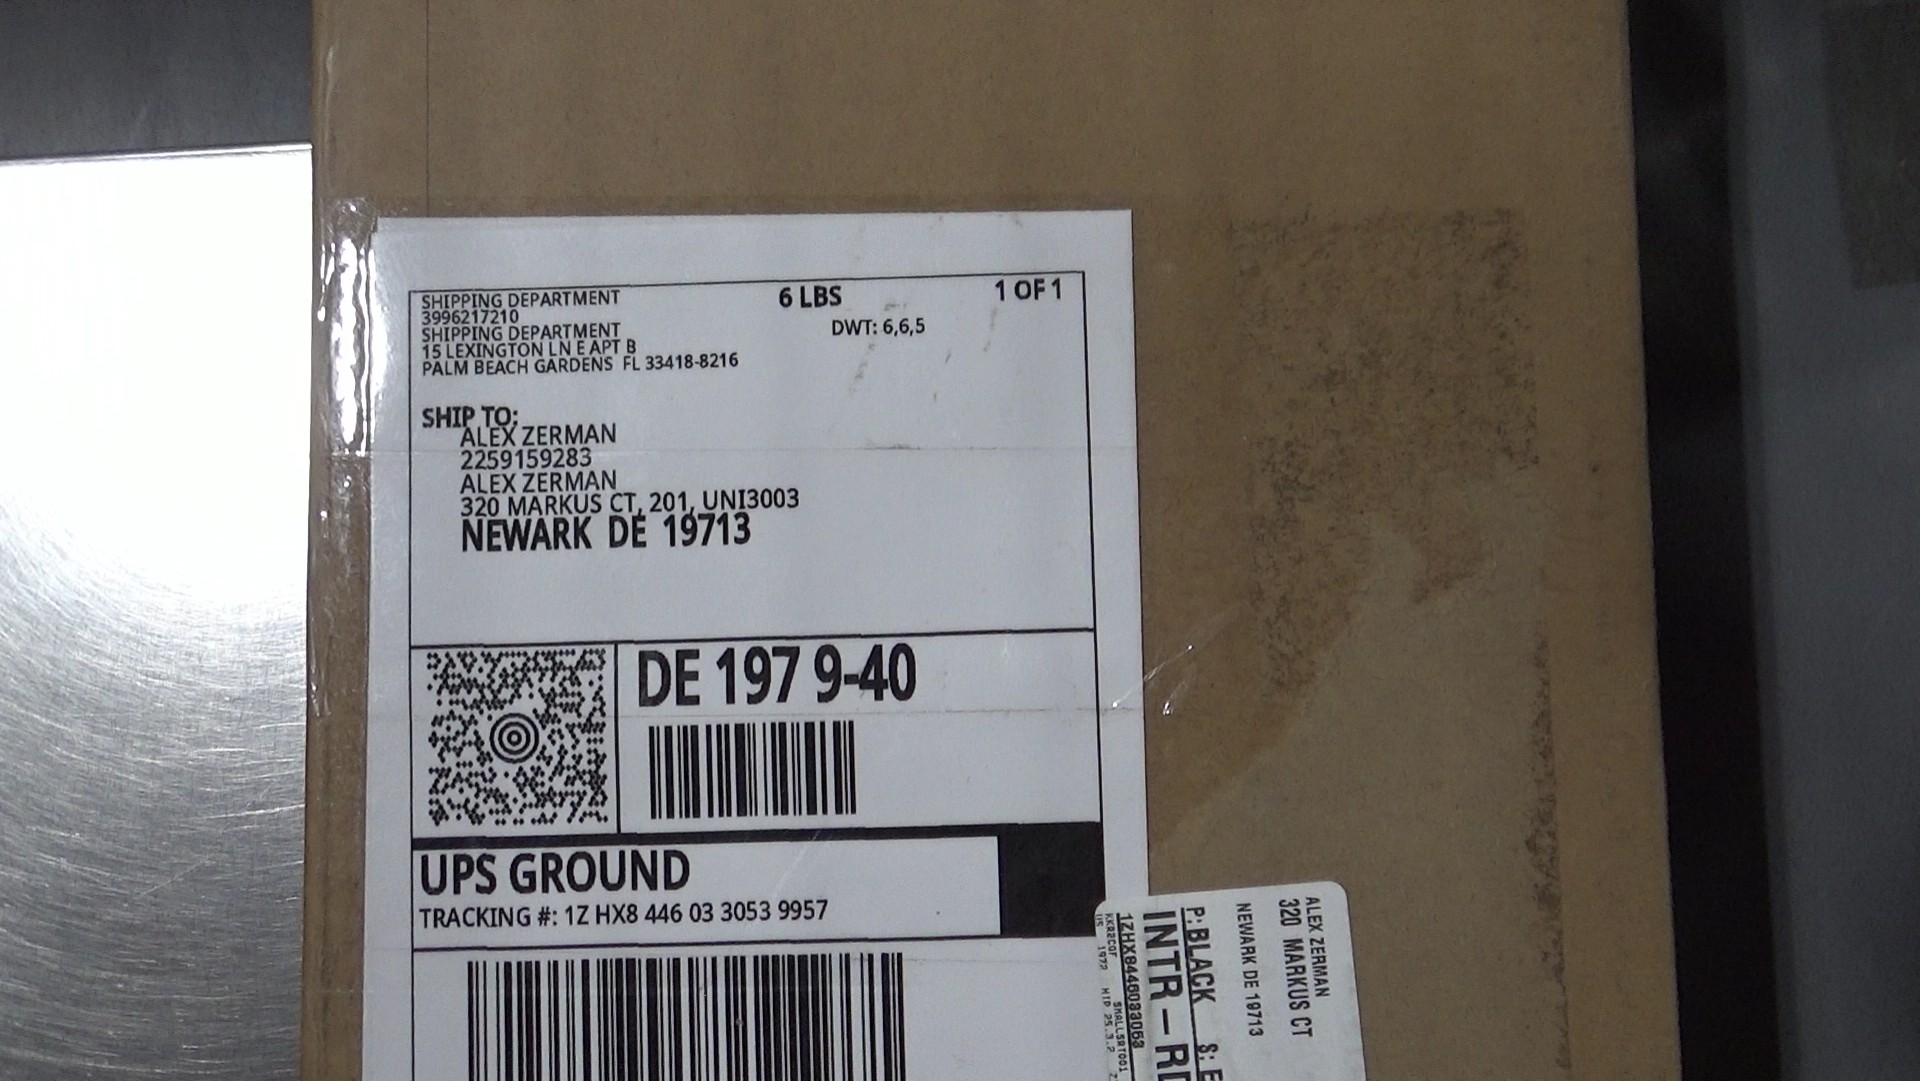 SHIPPING DEPARTMENT
3996217210
SHIPPING DEPARTMENT
15 LEXINGTON LN E APT B
PALM BEACH GARDENS FL 33418-8216
6 LBS
1 OF 1
DWT: 6,6,5
SHIP TO:
ALEX ZERMAN
2259159283
ALEX ZERMAN
320 MARKUS CT, 201, UNI3003
NEWARK DE 19713
DE 197 9-40
UPS GROUND
TRACKING #: 1Z HX8 446 03 3053 9957
ALEX ZERMAN
320 MARKUS CT
NEWARK DE 19713
P:BLACK S:E
INTR-RD